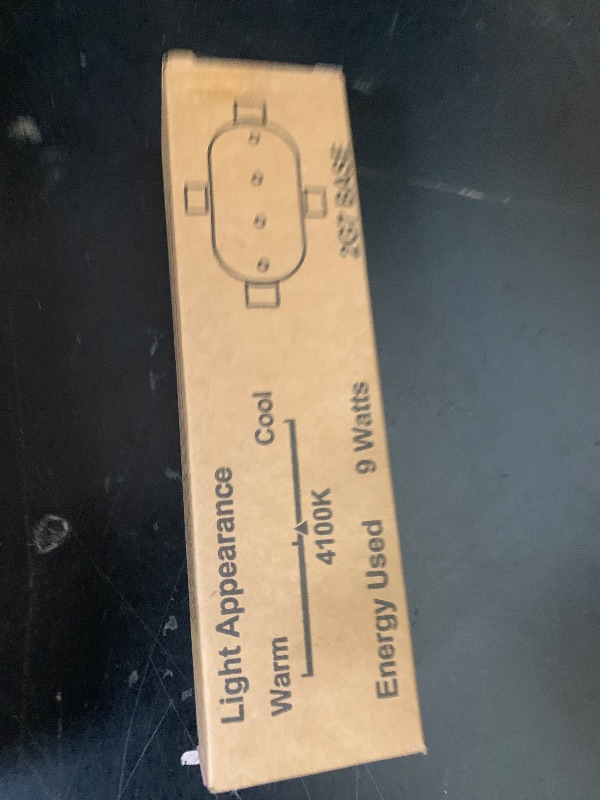 Light Appearance
Warm Cool
4100K
Energy Used 9 Watts
2G7 BASE